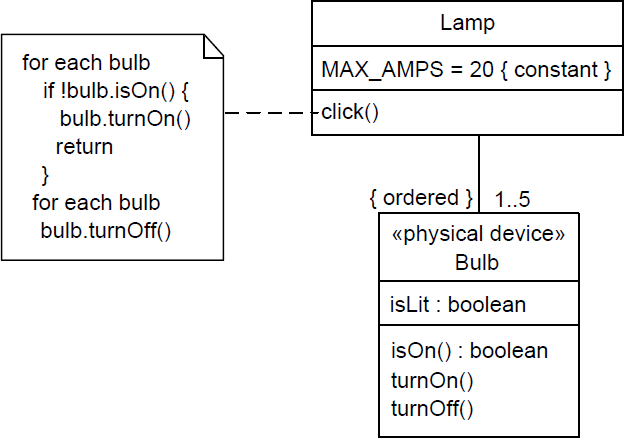 for each bulb
if !bulb.isOn() {
bulb.turnOn()
return
}
for each bulb
bulb.turnOff()
Lamp
MAX_AMPS = 20 { constant }
click()
{ ordered }
1..5
«physical device»
Bulb
isLit : boolean
isOn() : boolean
turnOn()
turnOff()